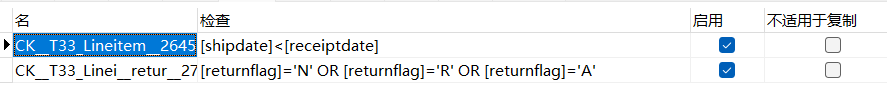 名 检查 启用 不适用于复制
CK__T33_Lineitem__2645 [shipdate]<[receiptdate]
CK__T33_Linei__retur__27 [returnflag]='N' OR [returnflag]='R' OR [returnflag]='A'